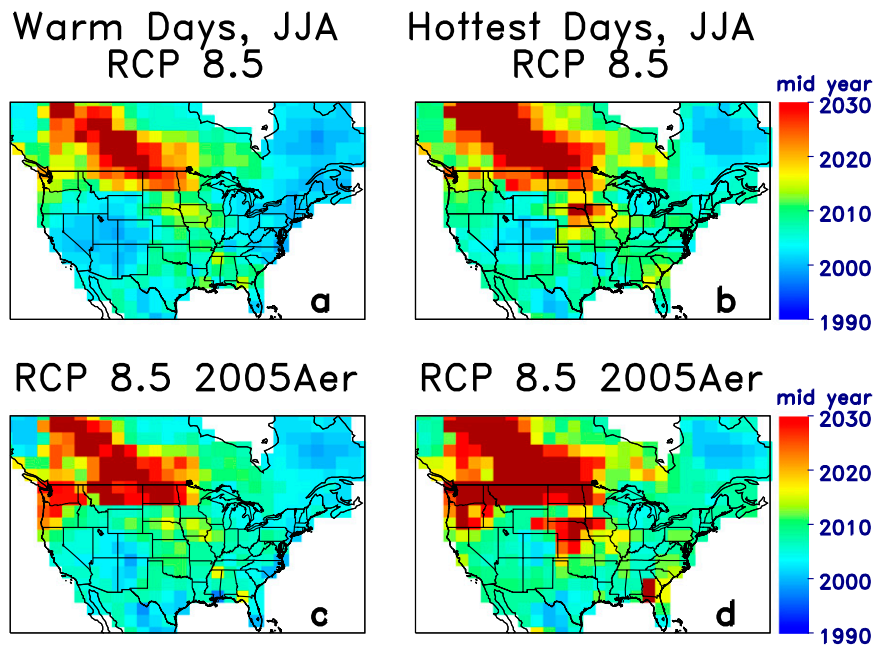 Warm Days, JJA
RCP 8.5
Hottest Days, JJA
RCP 8.5
mid year
2030
2020
2010
2000
1990
a
b
RCP 8.5 2005Aer
RCP 8.5 2005Aer
mid year
2030
2020
2010
2000
1990
c
d